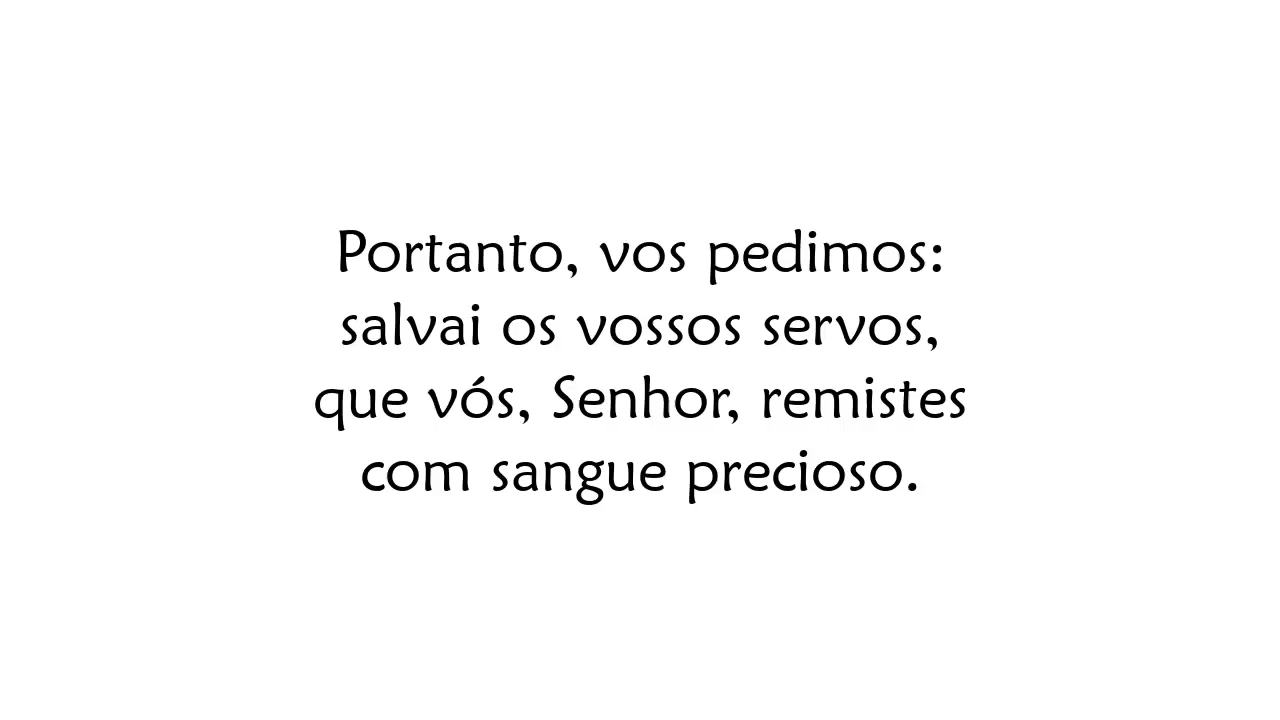 Portanto, vos pedimos:
salvai os vossos servos,
que vós, Senhor, remistes
com sangue precioso.